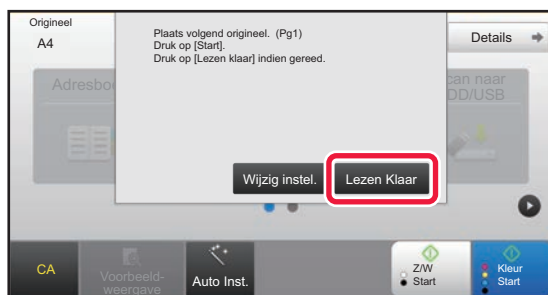 Origineel
A4
Plaats volgend origineel. (Pg1)
Druk op [Start].
Druk op [Lezen klaar] indien gereed.
Details
Adresbo
can naar
DD/USB
Wijzig instel.
Lezen Klaar
CA
Voorbeeld-
weergave
Auto Inst.
Z/W
Start
Kleur
Start